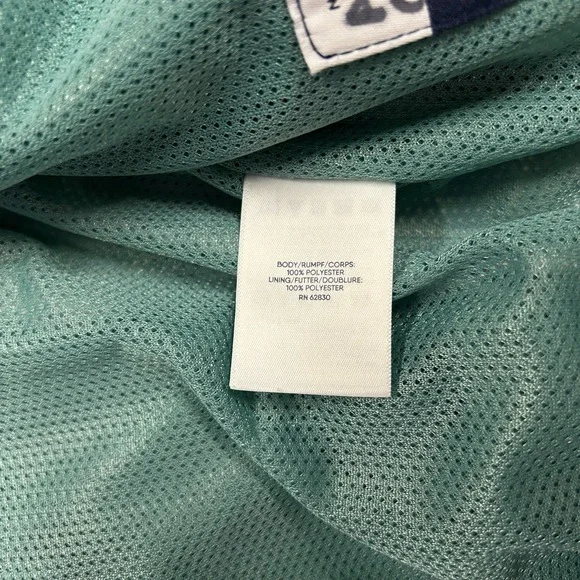 BODY/RUMPF/CORPS:
100% POLYESTER
LINING/FUTTER/DOUBLURE:
100% POLYESTER
RN 62830